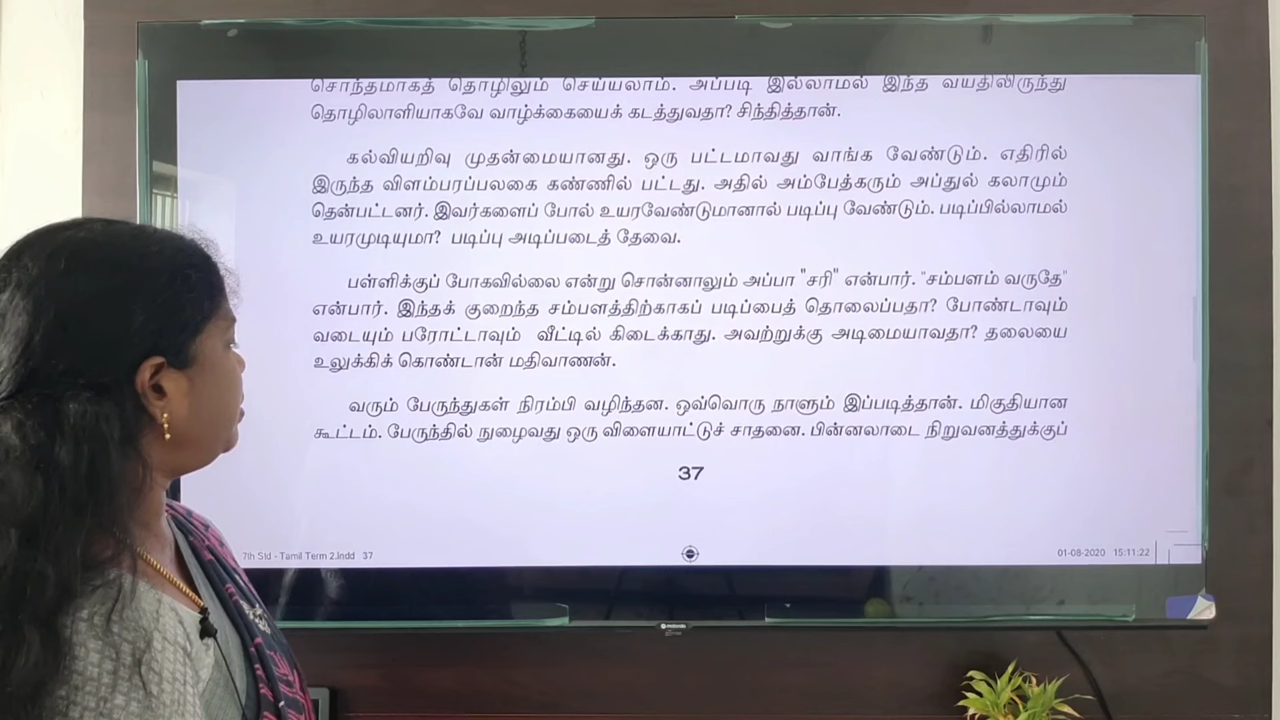 சொந்தமாகத் தொழிலும் செய்யலாம். அப்படி இல்லாமல் இந்த வயதிலிருந்து
தொழிலாளியாகவே வாழ்க்கையைக் கடத்துவதா? சிந்தித்தான்.
கல்வியறிவு முதன்மையானது. ஒரு பட்டமாவது வாங்க வேண்டும். எதிரில்
இருந்த விளம்பரப்பலகை கண்ணில் பட்டது. அதில் அம்பேத்கரும் அப்துல் கலாமும்
தென்பட்டனர். இவர்களைப் போல் உயரவேண்டுமானால் படிப்பு வேண்டும். படிப்பில்லாமல்
உயரமுடியுமா? படிப்பு அடிப்படைத் தேவை.
பள்ளிக்குப் போகவில்லை என்று சொன்னாலும் அப்பா "சரி" என்பார். "சம்பளம் வருதே"
என்பார். இந்தக் குறைந்த சம்பளத்திற்காகப் படிப்பைத் தொலைப்பதா? போண்டாவும்
வடையும் பரோட்டாவும் வீட்டில் கிடைக்காது. அவற்றுக்கு அடிமையாவதா? தலையை
உலுக்கிக் கொண்டான் மதிவாணன்.
வரும் பேருந்துகள் நிரம்பி வழிந்தன. ஒவ்வொரு நாளும் இப்படித்தான். மிகுதியான
கூட்டம். பேருந்தில் நுழைவது ஒரு விளையாட்டுச் சாதனை. பின்னலாடை நிறுவனத்துக்குப்
37
7th Std - Tamil Term 2.indd 37
01-08-2020 15:11:22
motorola